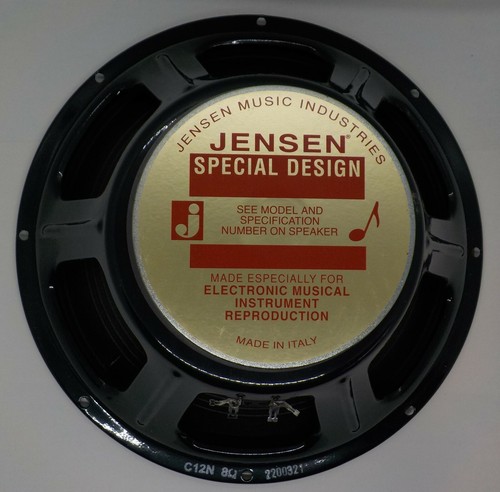 JENSEN MUSIC INDUSTRIES
JENSEN®
SPECIAL DESIGN
j
SEE MODEL AND
SPECIFICATION
NUMBER ON SPEAKER
MADE ESPECIALLY FOR
ELECTRONIC MUSICAL
INSTRUMENT
REPRODUCTION
MADE IN ITALY
C12N 8Ω 2200921